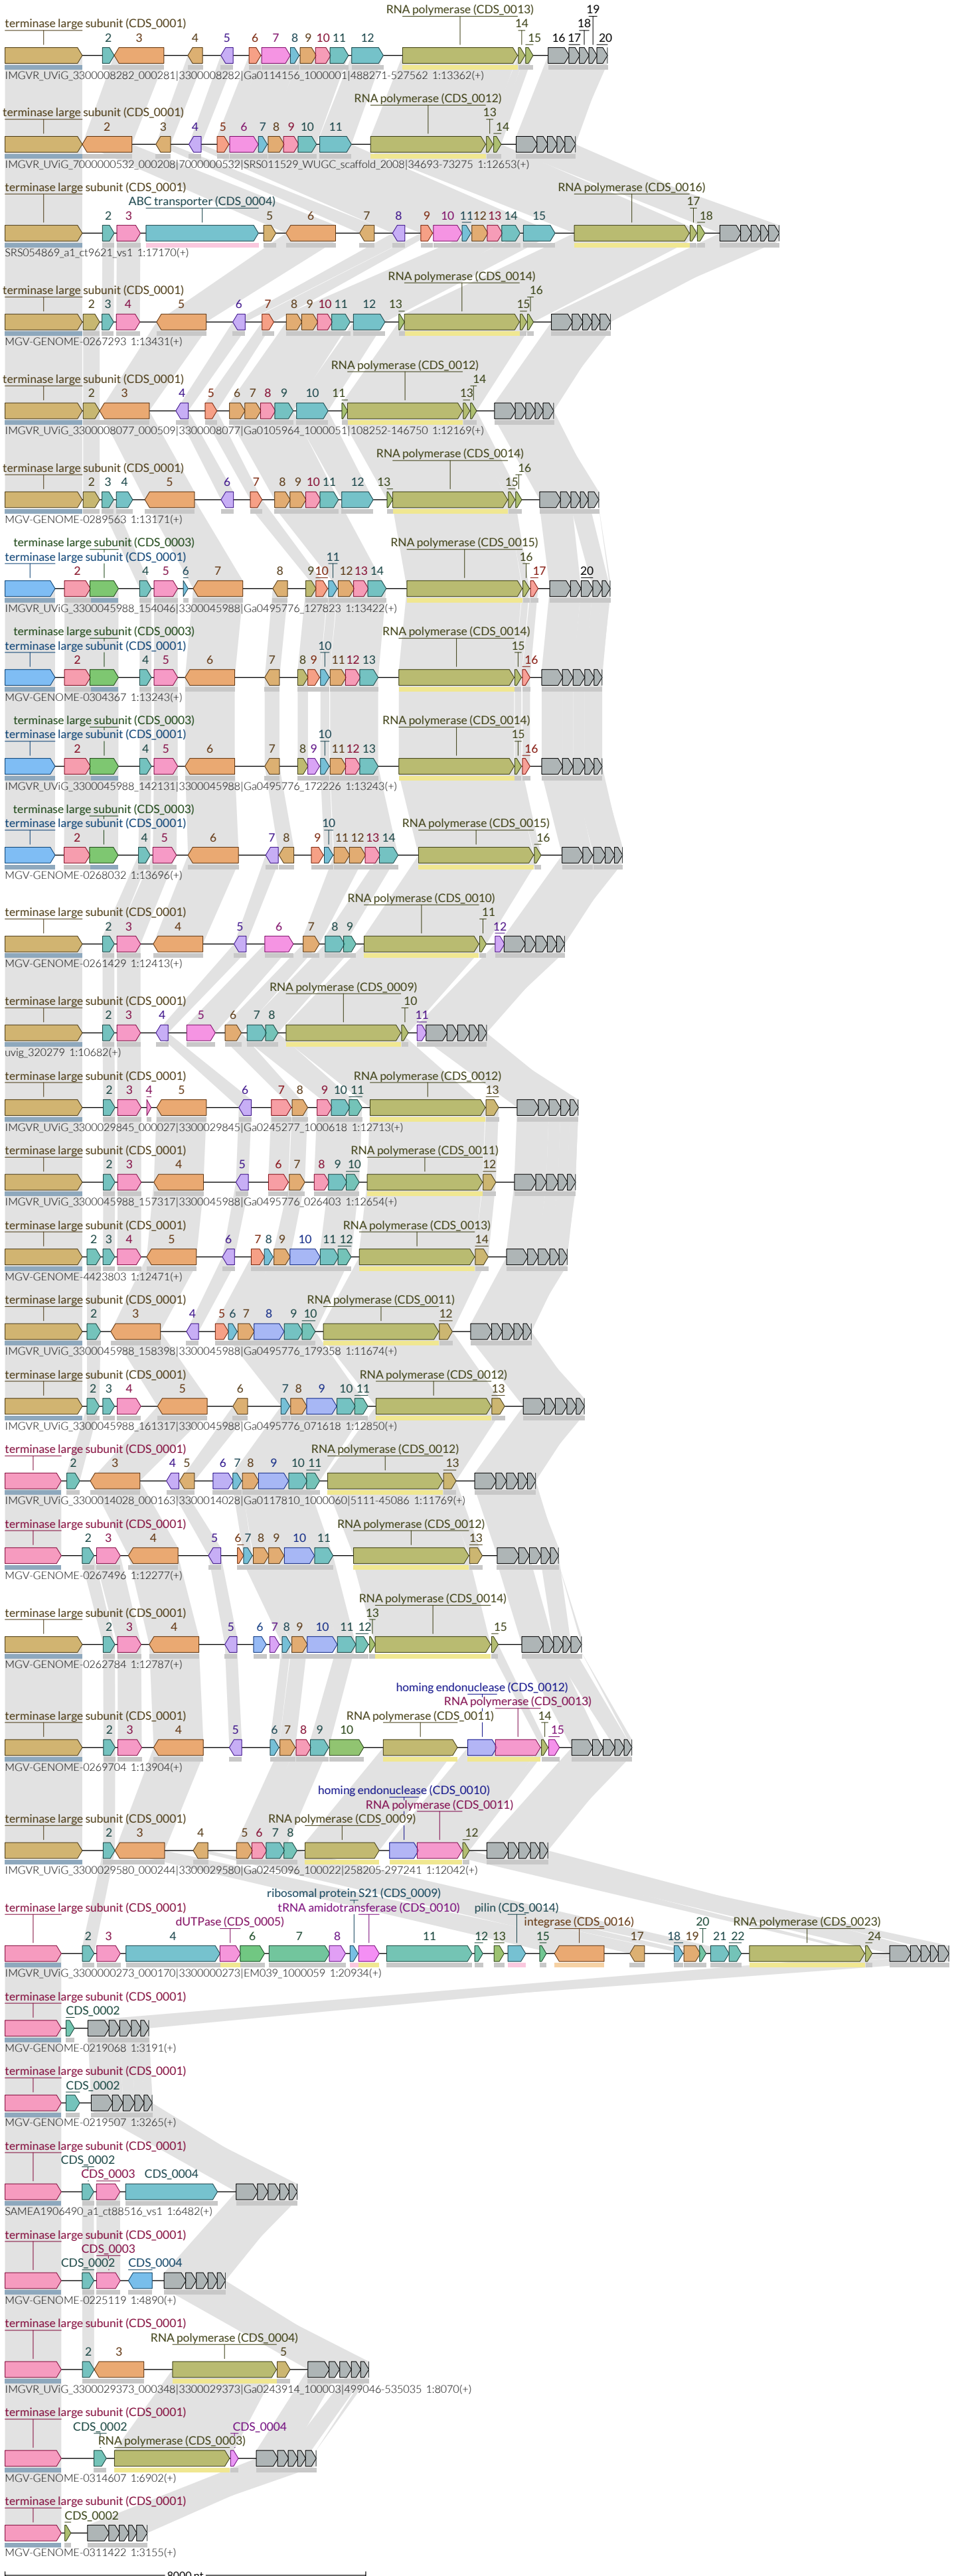 19
RNA polymerase (CDS_0013) 18
terminase large subunit (CDS_0001) 14 17
2 3 4 5 6 7 8 9 10 11 12 15 16 20
IMGVR_UViG_3300008282_000281|3300008282|Ga0114156_1000001|488271-527562 1:13362(+)
RNA polymerase (CDS_0012)
terminase large subunit (CDS_0001) 13
2 3 4 5 6 7 8 9 10 11 14
IMGVR_UViG_7000000532_000208|7000000532|SRS011529_WUGC_scaffold_2008|34693-73275 1:12653(+)
terminase large subunit (CDS_0001) RNA polymerase (CDS_0016)
ABC transporter (CDS_0004) 17
2 3 5 6 7 8 9 10 11 12 13 14 15 18
SRS054869_a1_ct9621_vs1 1:17170(+)
RNA polymerase (CDS_0014)
terminase large subunit (CDS_0001) 16
2 3 4 5 6 7 8 9 10 11 12 13 15
MGV-GENOME-0267293 1:13431(+)
RNA polymerase (CDS_0012)
terminase large subunit (CDS_0001) 14
2 3 4 5 6 7 8 9 10 11 13
IMGVR_UViG_3300008077_000509|3300008077|Ga0105964_1000051|108252-146750 1:12169(+)
RNA polymerase (CDS_0014)
terminase large subunit (CDS_0001) 16
2 3 4 5 6 7 8 9 10 11 12 13 15
MGV-GENOME-0289563 1:13171(+)
terminase large subunit (CDS_0003) RNA polymerase (CDS_0015)
terminase large subunit (CDS_0001) 11 16
2 4 5 6 7 8 9 10 12 13 14 17 20
IMGVR_UViG_3300045988_154046|3300045988|Ga0495776_127823 1:13422(+)
terminase large subunit (CDS_0003) RNA polymerase (CDS_0014)
terminase large subunit (CDS_0001) 10 15
2 4 5 6 7 8 9 11 12 13 16
MGV-GENOME-0304367 1:13243(+)
terminase large subunit (CDS_0003) RNA polymerase (CDS_0014)
terminase large subunit (CDS_0001) 10 15
2 4 5 6 7 8 9 11 12 13 16
IMGVR_UViG_3300045988_142131|3300045988|Ga0495776_172226 1:13243(+)
terminase large subunit (CDS_0003)
terminase large subunit (CDS_0001) 10 RNA polymerase (CDS_0015)
2 4 5 6 7 8 9 11 12 13 14 16
MGV-GENOME-0268032 1:13696(+)
RNA polymerase (CDS_0010)
terminase large subunit (CDS_0001) 11
2 3 4 5 6 7 8 9 12
MGV-GENOME-0261429 1:12413(+)
RNA polymerase (CDS_0009)
terminase large subunit (CDS_0001) 10
2 3 4 5 6 7 8 11
uvig_320279 1:10682(+)
terminase large subunit (CDS_0001) RNA polymerase (CDS_0012)
2 3 4 5 6 7 8 9 10 11 13
IMGVR_UViG_3300029845_000027|3300029845|Ga0245277_1000618 1:12713(+)
terminase large subunit (CDS_0001) RNA polymerase (CDS_0011)
2 3 4 5 6 7 8 9 10 12
IMGVR_UViG_3300045988_157317|3300045988|Ga0495776_026403 1:12654(+)
terminase large subunit (CDS_0001) RNA polymerase (CDS_0013)
2 3 4 5 6 7 8 9 10 11 12 14
MGV-GENOME-4423803 1:12471(+)
terminase large subunit (CDS_0001) RNA polymerase (CDS_0011)
2 3 4 5 6 7 8 9 10 12
IMGVR_UViG_3300045988_158398|3300045988|Ga0495776_179358 1:11674(+)
terminase large subunit (CDS_0001) RNA polymerase (CDS_0012)
2 3 4 5 6 7 8 9 10 11 13
IMGVR_UViG_3300045988_161317|3300045988|Ga0495776_071618 1:12850(+)
terminase large subunit (CDS_0001) RNA polymerase (CDS_0012)
2 3 4 5 6 7 8 9 10 11 13
IMGVR_UViG_3300014028_000163|3300014028|Ga0117810_1000060|5111-45086 1:11769(+)
terminase large subunit (CDS_0001) RNA polymerase (CDS_0012)
2 3 4 5 6 7 8 9 10 11 13
MGV-GENOME-0267496 1:12277(+)
RNA polymerase (CDS_0014)
terminase large subunit (CDS_0001) 13
2 3 4 5 6 7 8 9 10 11 12 15
MGV-GENOME-0262784 1:12787(+)
homing endonuclease (CDS_0012)
RNA polymerase (CDS_0013)
terminase large subunit (CDS_0001) RNA polymerase (CDS_0011) 14
2 3 4 5 6 7 8 9 10 15
MGV-GENOME-0269704 1:13904(+)
homing endonuclease (CDS_0010)
RNA polymerase (CDS_0011)
terminase large subunit (CDS_0001) RNA polymerase (CDS_0009)
2 3 4 5 6 7 8 12
IMGVR_UViG_3300029580_000244|3300029580|Ga0245096_100022|258205-297241 1:12042(+)
ribosomal protein S21 (CDS_0009)
terminase large subunit (CDS_0001) tRNA amidotransferase (CDS_0010) pilin (CDS_0014)
dUTPase (CDS_0005) integrase (CDS_0016) 20 RNA polymerase (CDS_0023)
2 3 4 6 7 8 11 12 13 15 17 18 19 21 22 24
IMGVR_UViG_3300000273_000170|3300000273|EM039_1000059 1:20934(+)
terminase large subunit (CDS_0001)
CDS_0002
MGV-GENOME-0219068 1:3191(+)
terminase large subunit (CDS_0001)
CDS_0002
MGV-GENOME-0219507 1:3265(+)
terminase large subunit (CDS_0001)
CDS_0002
CDS_0003 CDS_0004
SAMEA1906490_a1_ct88516_vs1 1:6482(+)
terminase large subunit (CDS_0001)
CDS_0003
CDS_0002 CDS_0004
MGV-GENOME-0225119 1:4890(+)
terminase large subunit (CDS_0001)
RNA polymerase (CDS_0004)
2 3 5
IMGVR_UViG_3300029373_000348|3300029373|Ga0243914_100003|499046-535035 1:8070(+)
terminase large subunit (CDS_0001)
CDS_0002 CDS_0004
RNA polymerase (CDS_0003)
MGV-GENOME-0314607 1:6902(+)
terminase large subunit (CDS_0001)
CDS_0002
MGV-GENOME-0311422 1:3155(+)
8000 nt